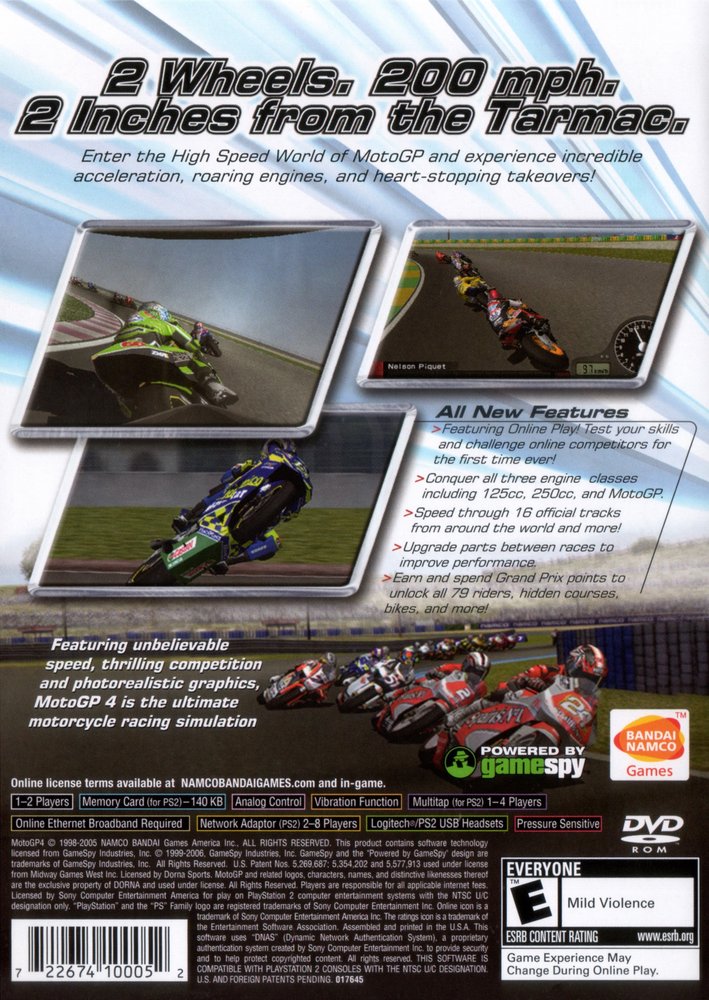 2 Wheels. 200 mph.
2 Inches from the Tarmac.
Enter the High Speed World of MotoGP and experience incredible
acceleration, roaring engines, and heart-stopping takeovers!
Nelson Piquet
97 km/h
All New Features
>Featuring Online Play! Test your skills
and challenge online competitors for
the first time ever!
>Conquer all three engine classes
including 125cc, 250cc, and MotoGP.
>Speed through 16 official tracks
from around the world and more!
>Upgrade parts between races to
improve performance.
>Earn and spend Grand Prix points to
unlock all 79 riders, hidden courses,
bikes, and more!
Featuring unbelievable
speed, thrilling competition
and photorealistic graphics,
MotoGP 4 is the ultimate
motorcycle racing simulation
POWERED BY
gamespy
TM
BANDAI
NAMCO
Games
Online license terms available at NAMCOBANDAIGAMES.com and in-game.
1–2 Players
Memory Card (for PS2)–140 KB
Analog Control
Vibration Function
Multitap (for PS2) 1–4 Players
Online Ethernet Broadband Required
Network Adaptor (PS2) 2–8 Players
Logitech®/PS2 USB Headsets
Pressure Sensitive
DVD
ROM
MotoGP4 © 1998-2005 NAMCO BANDAI Games America Inc., ALL RIGHTS RESERVED. This product contains software technology
licensed from GameSpy Industries, Inc. © 1999-2006, GameSpy Industries, Inc. GameSpy and the "Powered by GameSpy" design are
trademarks of GameSpy Industries, Inc. All Rights Reserved. U.S. Patent Nos. 5,269,687, 5,354,202 and 5,577,913 used under license
from Midway Games West Inc. Licensed by Dorna Sports. MotoGP and related logos, characters, names, and distinctive likenesses thereof
are the exclusive property of DORNA and used under license. All Rights Reserved. Players are responsible for all applicable internet fees.
Licensed by Sony Computer Entertainment America for play on PlayStation 2 computer entertainment systems with the NTSC U/C
designation only. "PlayStation" and the "PS" Family logo are registered trademarks of Sony Computer Entertainment Inc. Online icon is a
trademark of Sony Computer Entertainment America Inc. The ratings icon is a trademark of
the Entertainment Software Association. Assembled and printed in the U.S.A. This
software uses "DNAS" (Dynamic Network Authentication System), a proprietary
authentication system created by Sony Computer Entertainment Inc. to provide security
and to help protect copyrighted content. All rights reserved. THIS SOFTWARE IS
COMPATIBLE WITH PLAYSTATION 2 CONSOLES WITH THE NTSC U/C DESIGNATION.
U.S. AND FOREIGN PATENTS PENDING. 017645
7 22674 10005 2
EVERYONE
E
Mild Violence
ESRB CONTENT RATING www.esrb.org
Game Experience May
Change During Online Play.